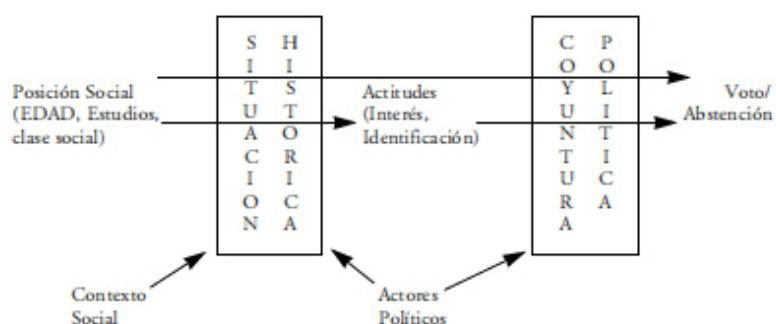 SITUACION
HISTORICA
COYUNTURA
POLITICA
Posición Social
(EDAD, Estudios,
clase social)
Actitudes
(Interés,
Identificación)
Voto/
Abstención
Contexto
Social
Actores
Políticos